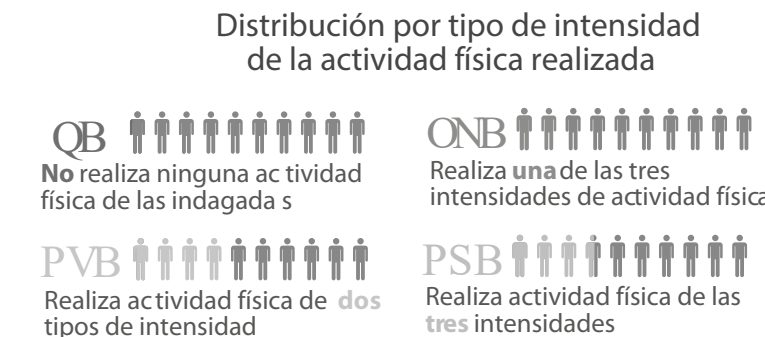 Distribución por tipo de intensidad
de la actividad física realizada
QB
No realiza ninguna ac tividad
física de las indagada s
ONB
Realiza una de las tres
intensidades de actividad física
PVB
Realiza ac tividad física de dos
tipos de intensidad
PSB
Realiza actividad física de las
tres intensidades